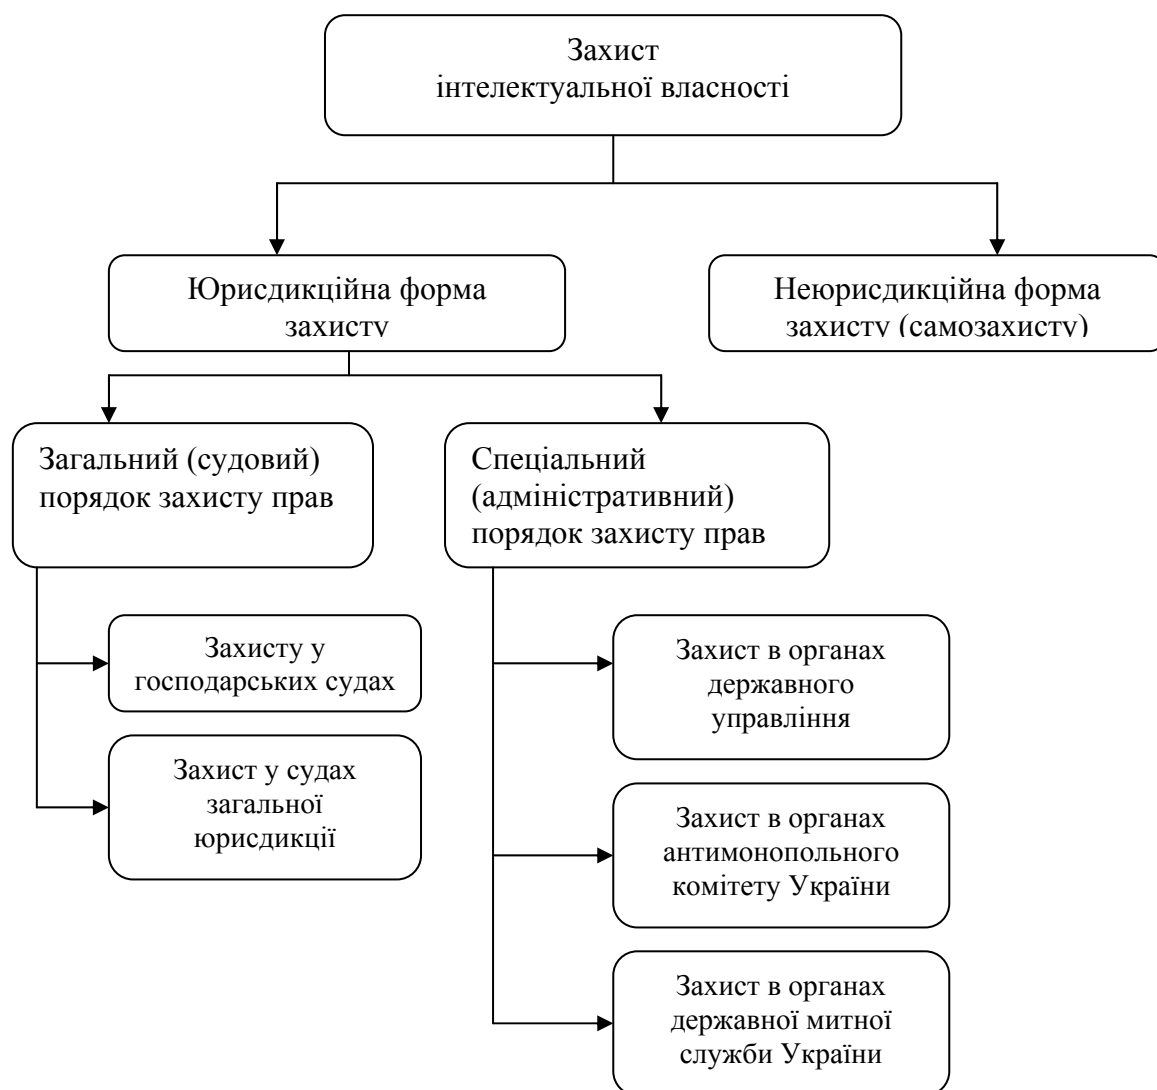 Захист
інтелектуальної власності
Юрисдикційна форма
захисту
Неюрисдикційна форма
захисту (самозахисту)
Загальний (судовий)
порядок захисту прав
Спеціальний
(адміністративний)
порядок захисту прав
Захисту у
господарських судах
Захист у судах
загальної
юрисдикції
Захист в органах
державного
управління
Захист в органах
антимонопольного
комітету України
Захист в органах
державної митної
служби України